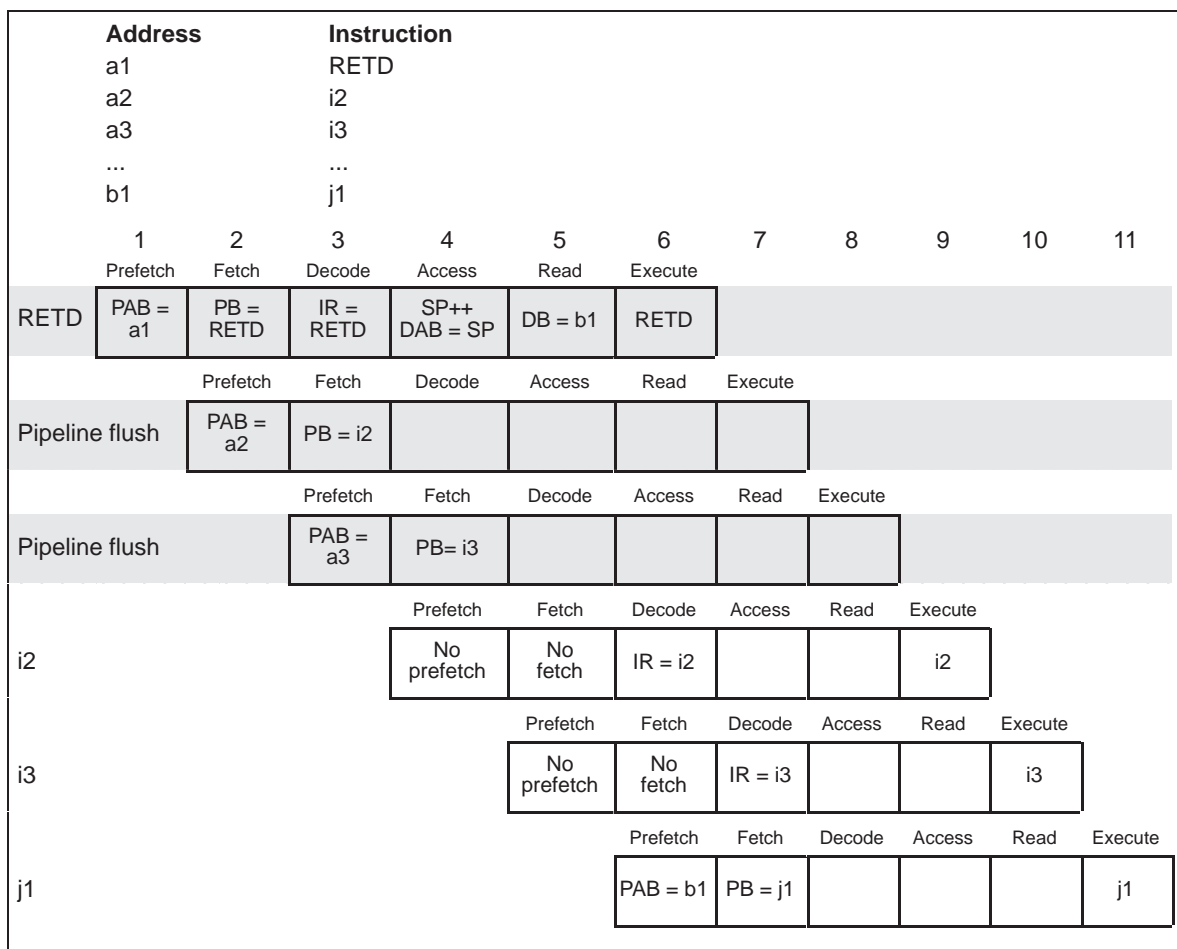 Address Instruction
a1 RETD
a2 i2
a3 i3
... ...
b1 j1
1 2 3 4 5 6 7 8 9 10 11
Prefetch Fetch Decode Access Read Execute
RETD PAB = a1 PB = RETD IR = RETD SP++ DAB = SP DB = b1 RETD
Prefetch Fetch Decode Access Read Execute
Pipeline flush PAB = a2 PB = i2
Prefetch Fetch Decode Access Read Execute
Pipeline flush PAB = a3 PB= i3
Prefetch Fetch Decode Access Read Execute
i2 No prefetch No fetch IR = i2 i2
Prefetch Fetch Decode Access Read Execute
i3 No prefetch No fetch IR = i3 i3
Prefetch Fetch Decode Access Read Execute
j1 PAB = b1 PB = j1 j1